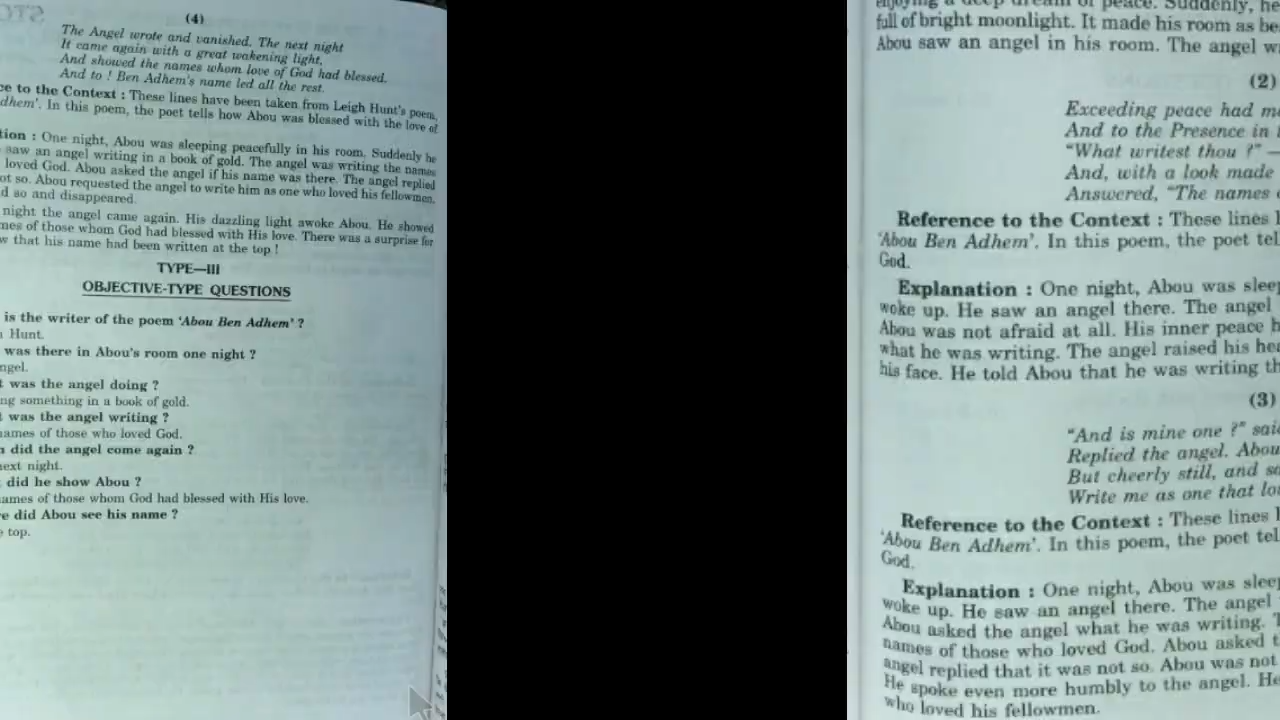 (4)
The Angel wrote and vanished. The next night
It came again with a great wakening light,
And showed the names whom love of God had blessed.
And to ! Ben Adhem's name led all the rest.
ce to the Context : These lines have been taken from Leigh Hunt's poem,
dhem'. In this poem, the poet tells how Abou was blessed with the love of
tion : One night, Abou was sleeping peacefully in his room. Suddenly he
saw an angel writing in a book of gold. The angel was writing the names
loved God. Abou asked the angel if his name was there. The angel replied
ot so. Abou requested the angel to write him as one who loved his fellowmen.
d so and disappeared.
night the angel came again. His dazzling light awoke Abou. He showed
mes of those whom God had blessed with His love. There was a surprise for
w that his name had been written at the top !
TYPE—III
OBJECTIVE-TYPE QUESTIONS
is the writer of the poem 'Abou Ben Adhem' ?
Hunt.
was there in Abou's room one night ?
ngel.
t was the angel doing ?
ng something in a book of gold.
t was the angel writing ?
names of those who loved God.
n did the angel come again ?
next night.
did he show Abou ?
ames of those whom God had blessed with His love.
e did Abou see his name ?
top.
enjoying a deep dream of peace. Suddenly, he
full of bright moonlight. It made his room as be
Abou saw an angel in his room. The angel w
(2)
Exceeding peace had m
And to the Presence in
"What writest thou ?" —
And, with a look made
Answered, "The names
Reference to the Context : These lines
'Abou Ben Adhem'. In this poem, the poet tel
God.
Explanation : One night, Abou was sleep
woke up. He saw an angel there. The angel
Abou was not afraid at all. His inner peace h
what he was writing. The angel raised his hea
his face. He told Abou that he was writing th
(3)
"And is mine one ?" sai
Replied the angel. Abou
But cheerly still, and sa
Write me as one that lo
Reference to the Context : These lines
'Abou Ben Adhem'. In this poem, the poet tel
God.
Explanation : One night, Abou was sleep
woke up. He saw an angel there. The angel
Abou asked the angel what he was writing. T
names of those who loved God. Abou asked t
angel replied that it was not so. Abou was not
He spoke even more humbly to the angel. He
who loved his fellowmen.